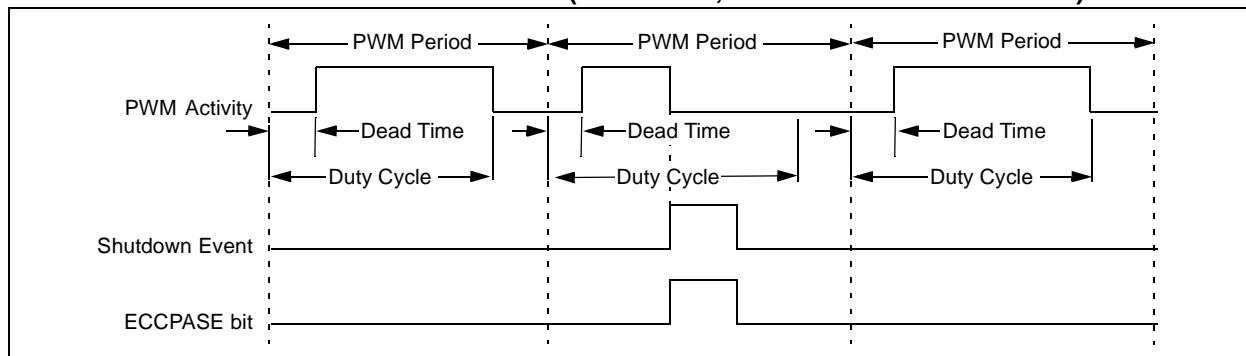 PWM Period PWM Period PWM Period
PWM Activity
Dead Time Dead Time Dead Time
Duty Cycle Duty Cycle Duty Cycle
Shutdown Event
ECCPASE bit